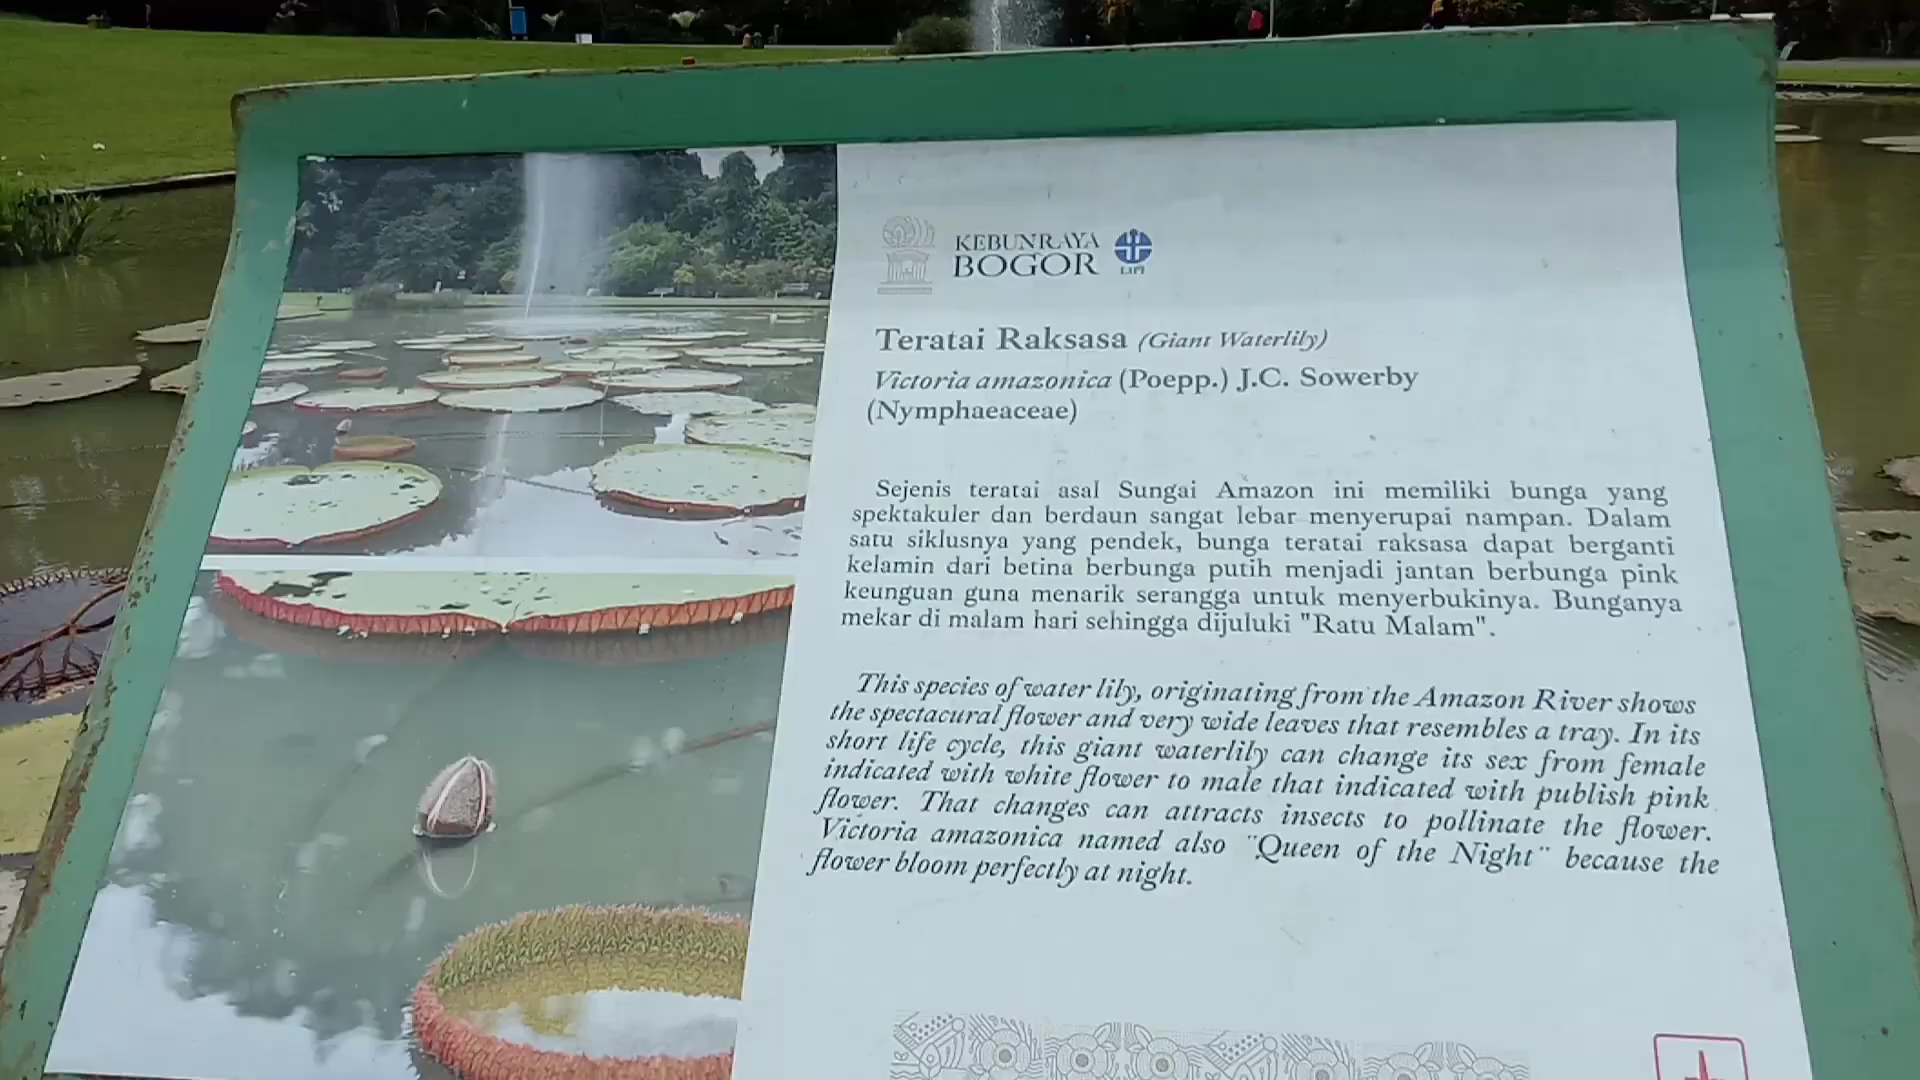 KEBUNRAYA
BOGOR
LIPI
Teratai Raksasa (Giant Waterlily)
Victoria amazonica (Poepp.) J.C. Sowerby
(Nymphaeaceae)
Sejenis teratai asal Sungai Amazon ini memiliki bunga yang
spektakuler dan berdaun sangat lebar menyerupai nampan. Dalam
satu siklusnya yang pendek, bunga teratai raksasa dapat berganti
kelamin dari betina berbunga putih menjadi jantan berbunga pink
keunguan guna menarik serangga untuk menyerbukinya. Bunganya
mekar di malam hari sehingga dijuluki "Ratu Malam".
This species of water lily, originating from the Amazon River shows
the spectacural flower and very wide leaves that resembles a tray. In its
short life cycle, this giant waterlily can change its sex from female
indicated with white flower to male that indicated with publish pink
flower. That changes can attracts insects to pollinate the flower.
Victoria amazonica named also "Queen of the Night" because the
flower bloom perfectly at night.